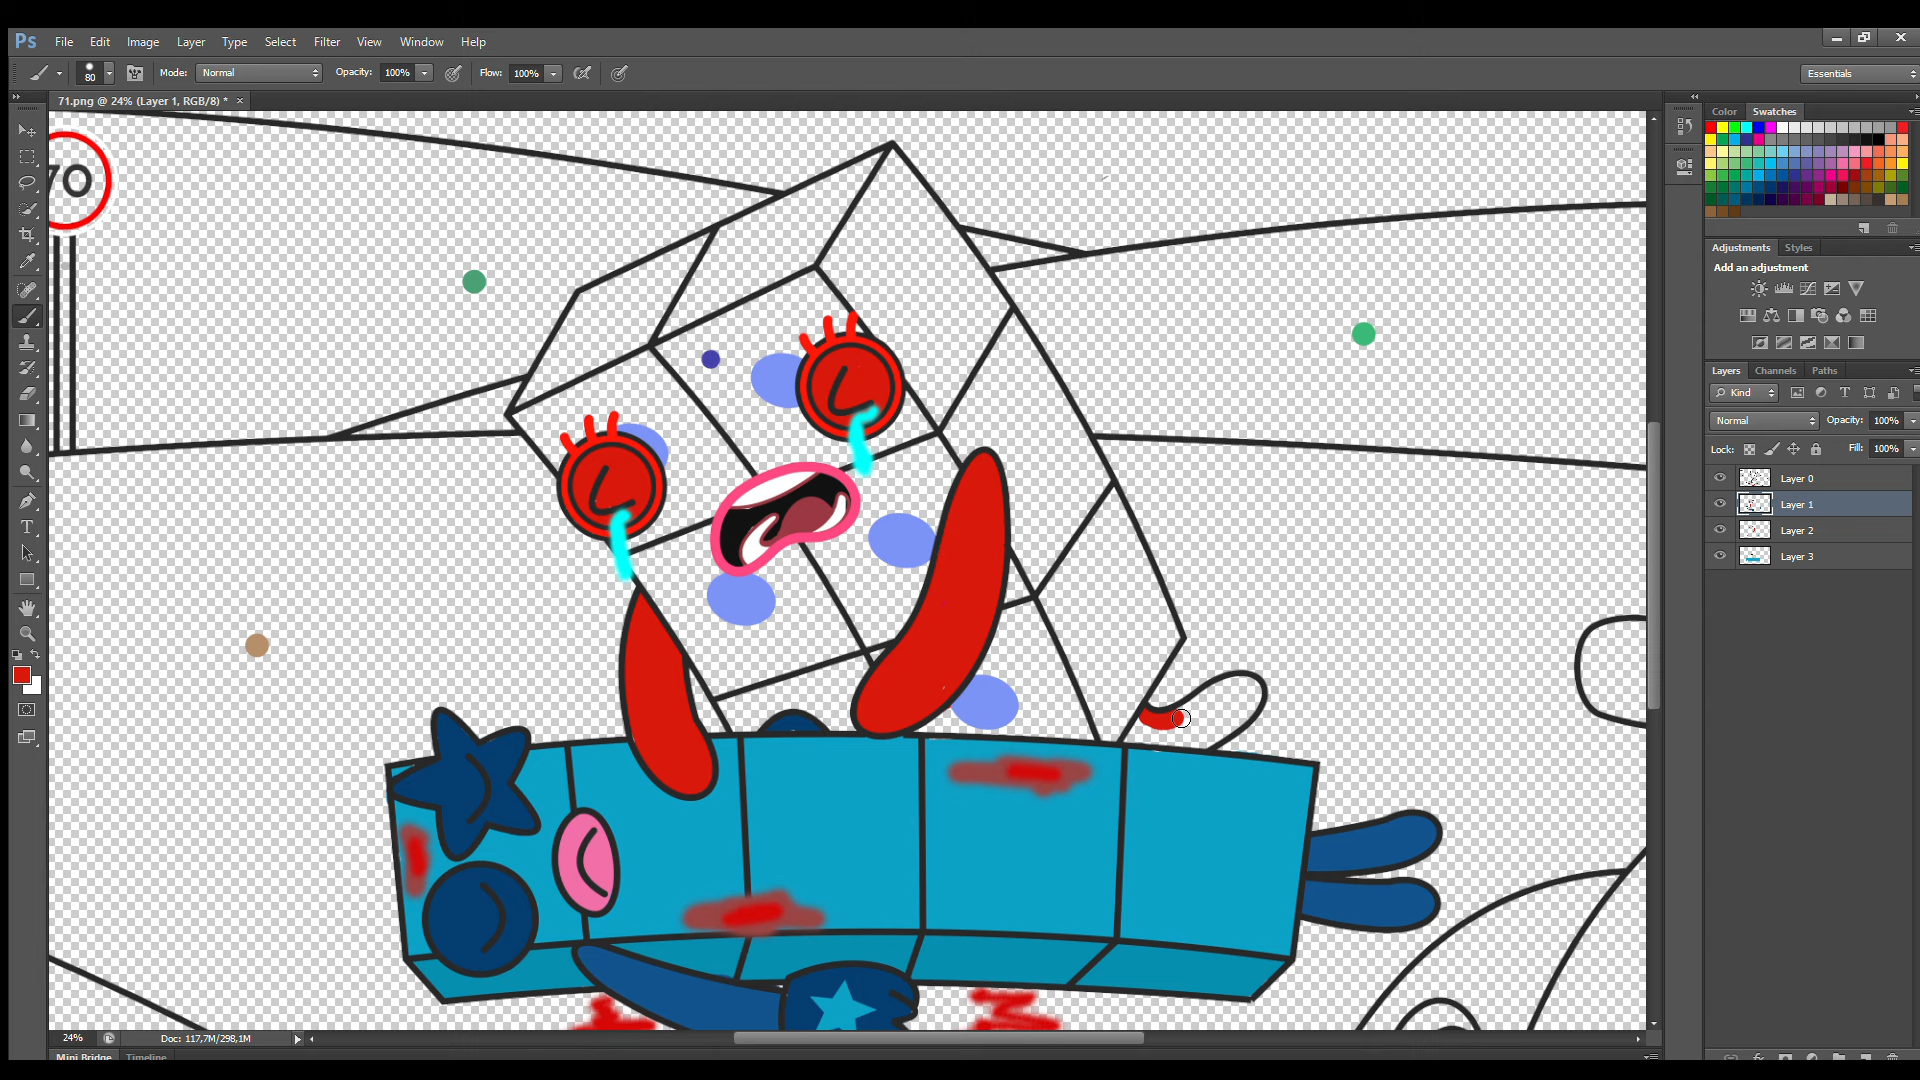 Ps File Edit Image Layer Type Select Filter View Window Help
80 Mode: Normal Opacity: 100% Flow: 100% Essentials
71.png @ 24% (Layer 1, RGB/8) * ×
Color Swatches
70
Adjustments Styles
Add an adjustment
Layers Channels Paths
Kind
Normal Opacity: 100%
Lock: Fill: 100%
Layer 0
Layer 1
Layer 2
Layer 3
24% Doc: 117,7M/298,1M
Mini Bridge Timeline